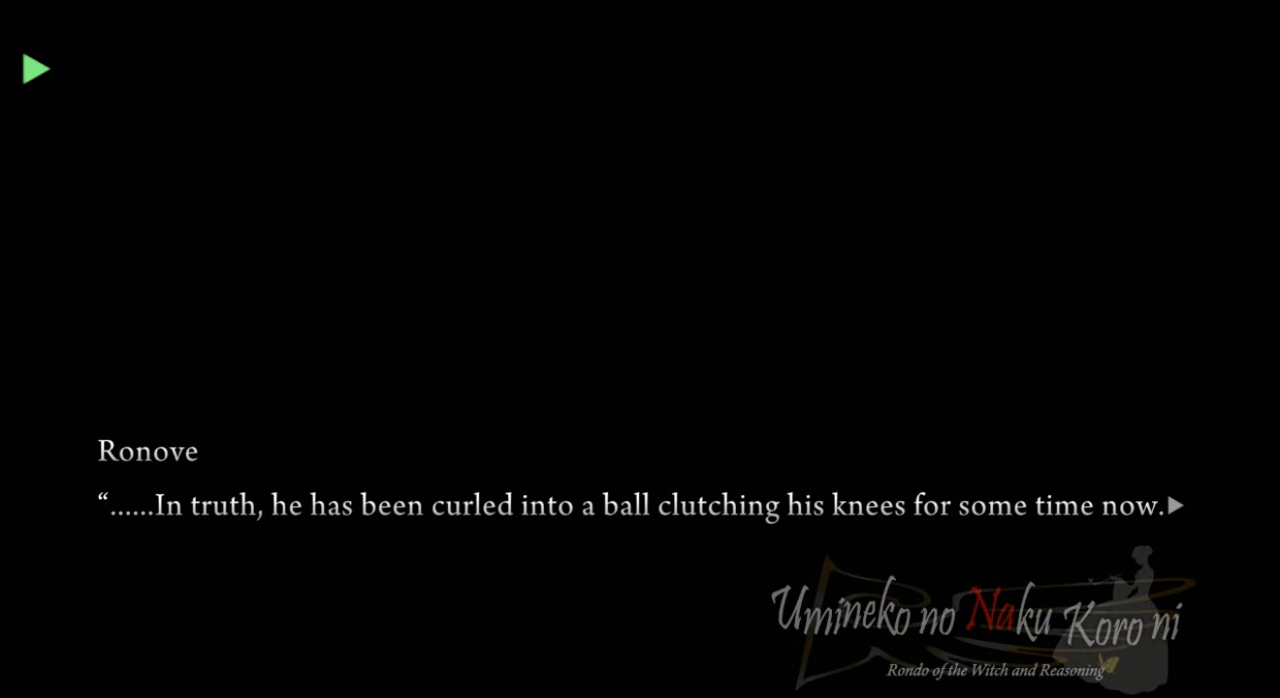 Ronove
“......In truth, he has been curled into a ball clutching his knees for some time now.
Umineko no Naku Koro ni
Rondo of the Witch and Reasoning